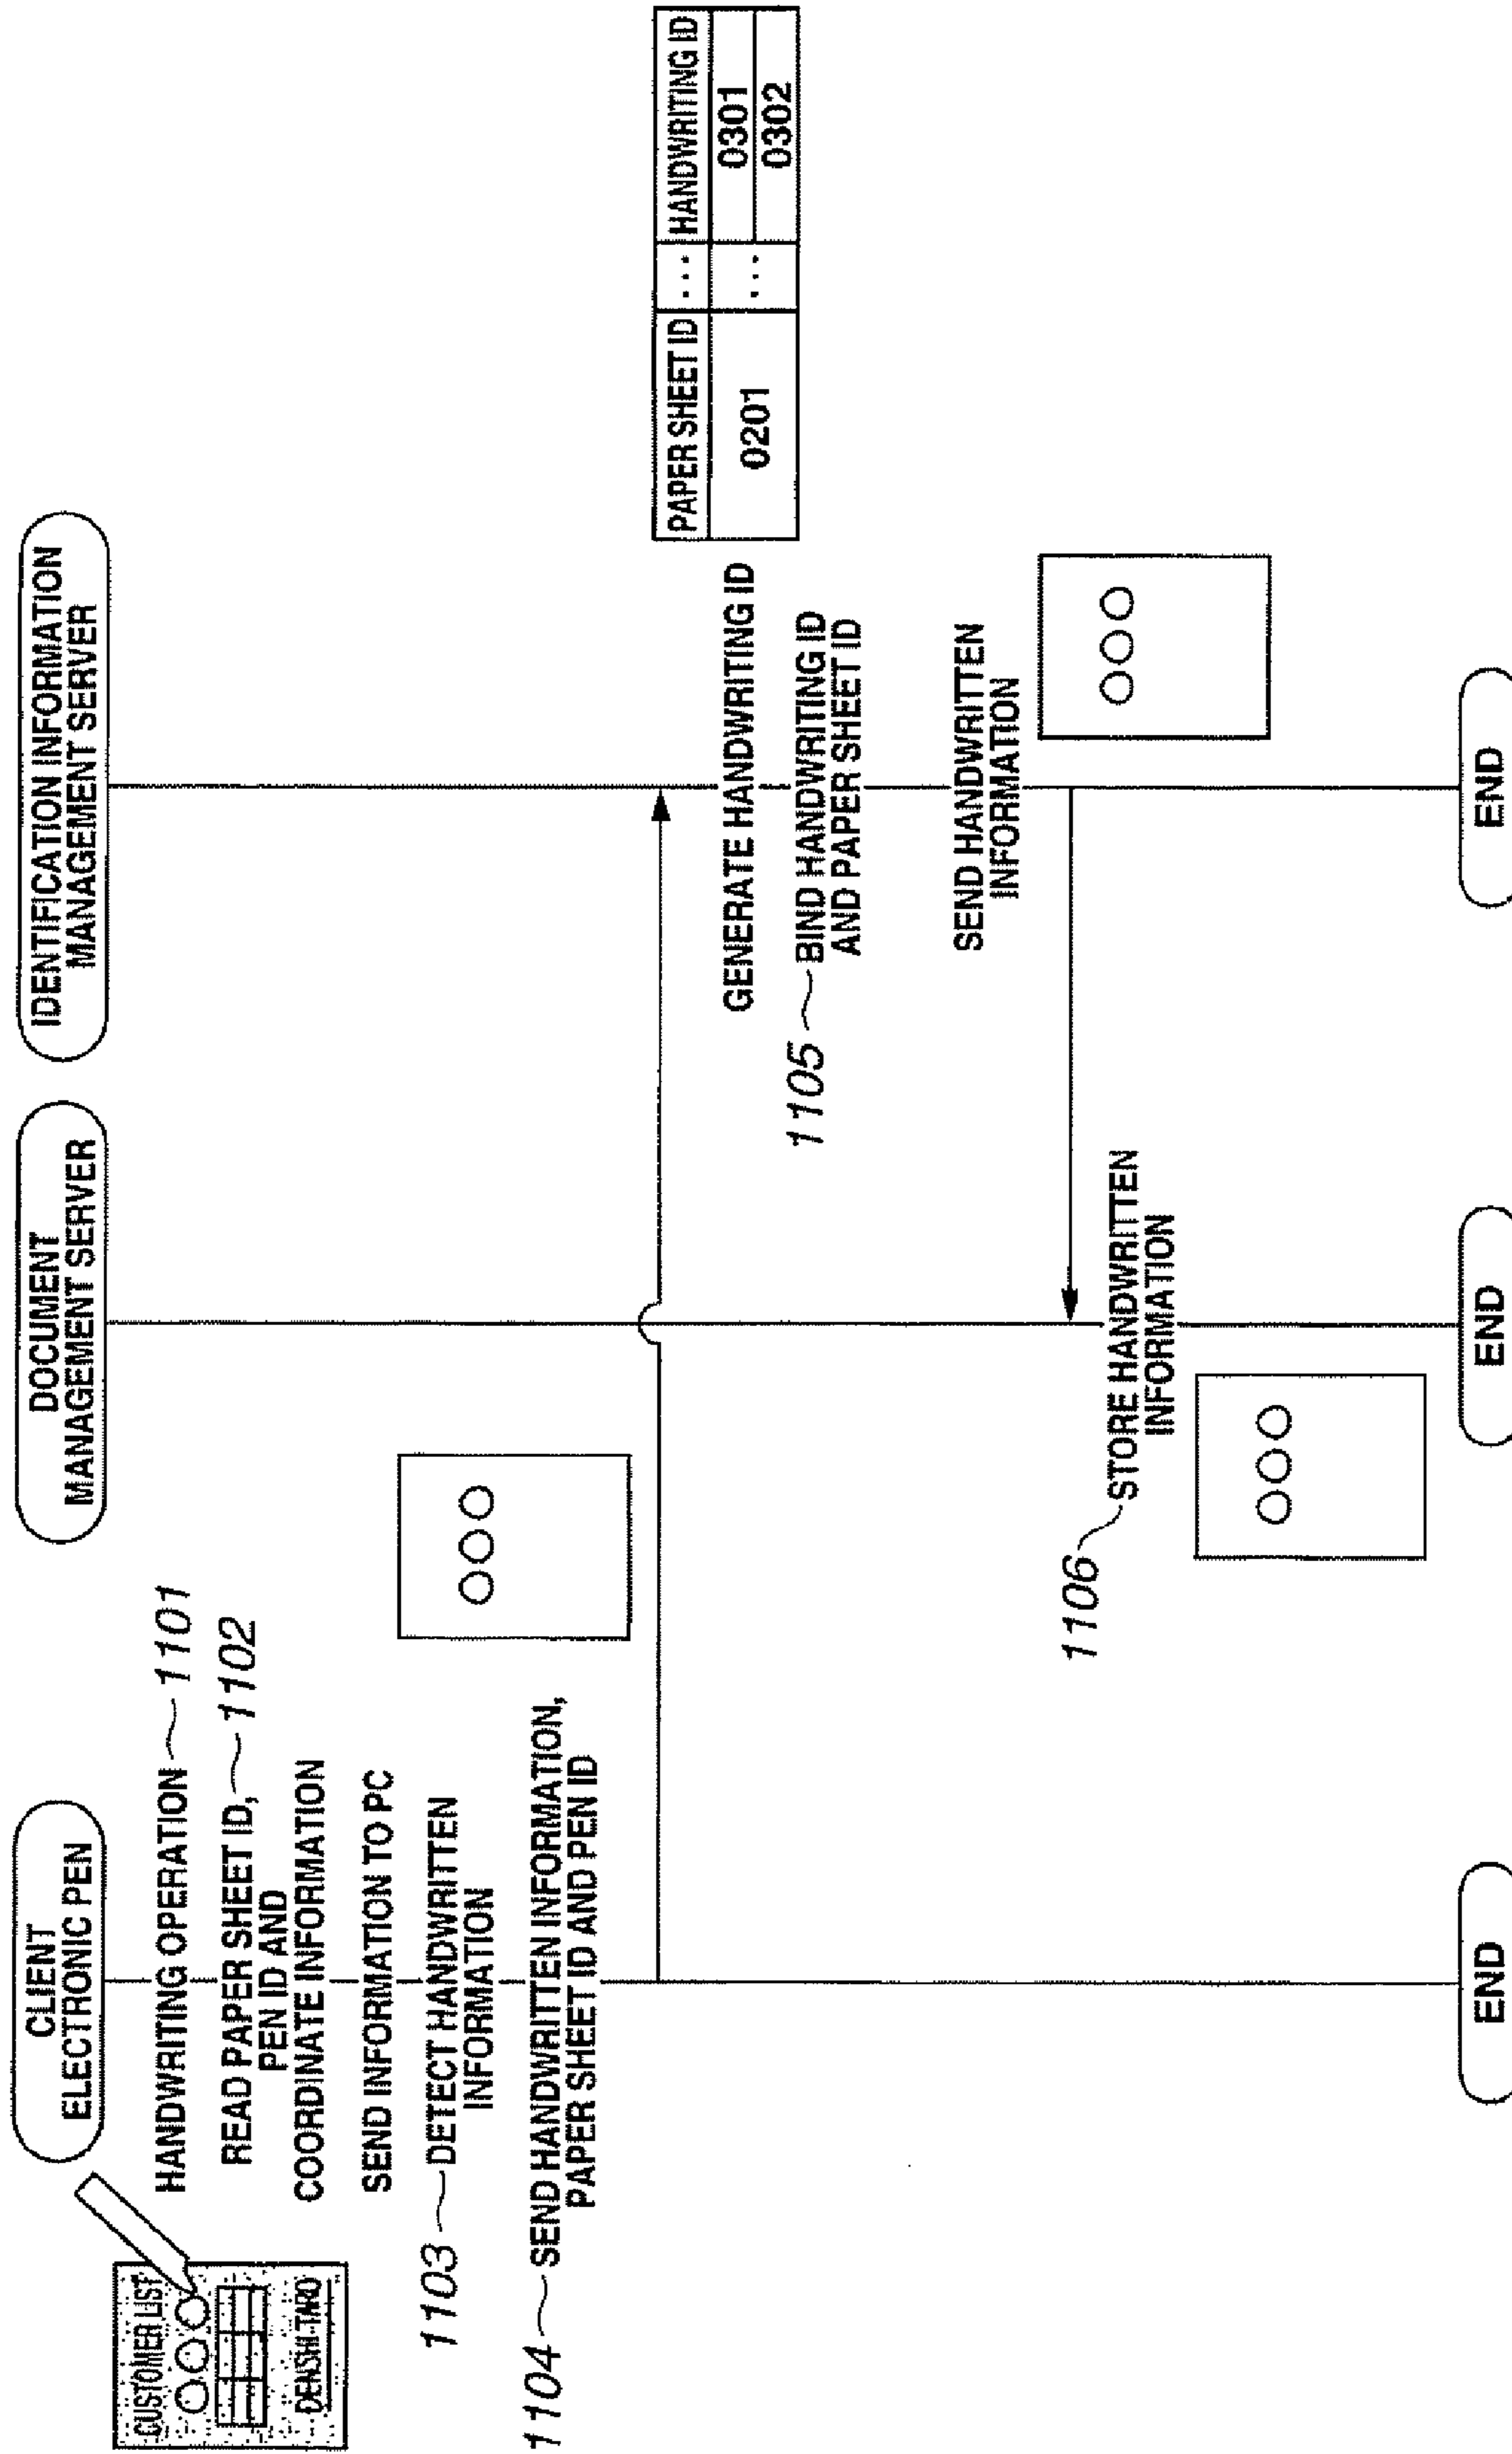 CLIENT
ELECTRONIC PEN
DOCUMENT
MANAGEMENT SERVER
IDENTIFICATION INFORMATION
MANAGEMENT SERVER
CUSTOMER LIST
DENSHI-TARO
HANDWRITING OPERATION 1101
READ PAPER SHEET ID, 1102
PEN ID AND
COORDINATE INFORMATION
SEND INFORMATION TO PC
1103 DETECT HANDWRITTEN
INFORMATION
1104 SEND HANDWRITTEN INFORMATION,
PAPER SHEET ID AND PEN ID
PAPER SHEET ID ... HANDWRITING ID
0201 ... 0301
0302
GENERATE HANDWRITING ID
1105 BIND HANDWRITING ID
AND PAPER SHEET ID
SEND HANDWRITTEN
INFORMATION
1106 STORE HANDWRITTEN
INFORMATION
END
END
END